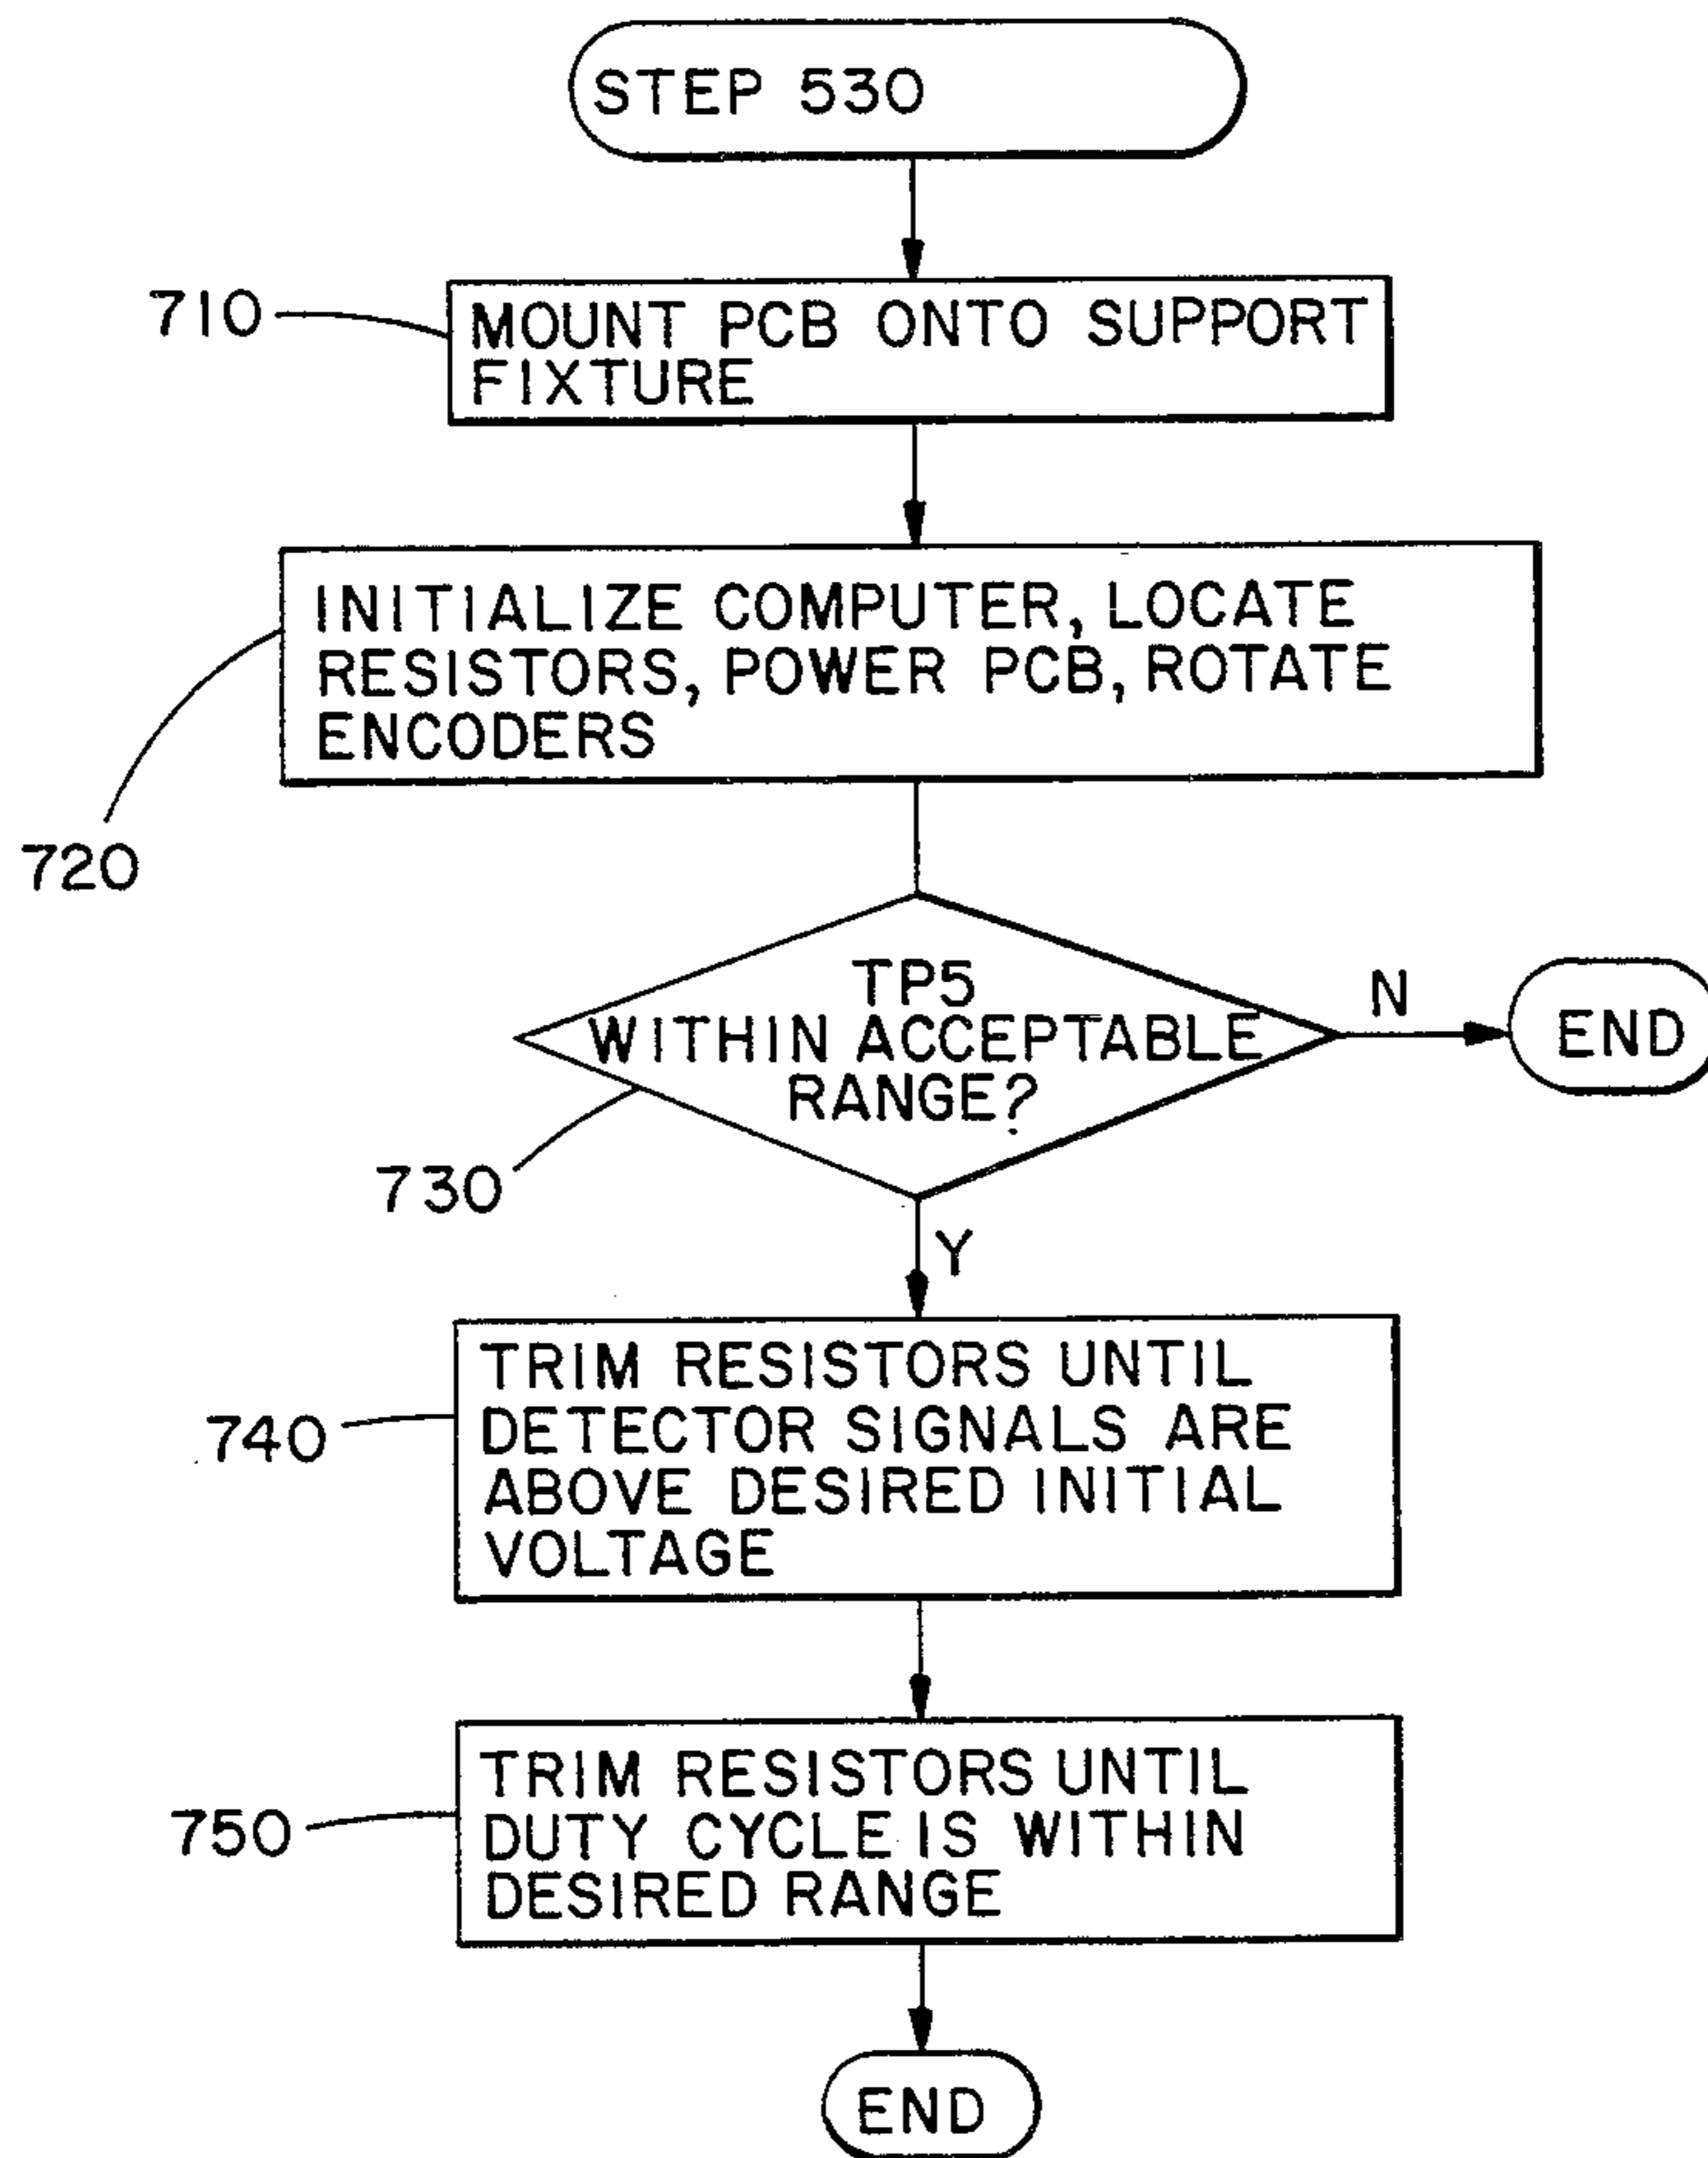 STEP 530
710
MOUNT PCB ONTO SUPPORT
FIXTURE
INITIALIZE COMPUTER, LOCATE
RESISTORS, POWER PCB, ROTATE
ENCODERS
720
TP5
WITHIN ACCEPTABLE
RANGE?
N
END
730
Y
TRIM RESISTORS UNTIL
DETECTOR SIGNALS ARE
ABOVE DESIRED INITIAL
VOLTAGE
740
TRIM RESISTORS UNTIL
DUTY CYCLE IS WITHIN
DESIRED RANGE
750
END